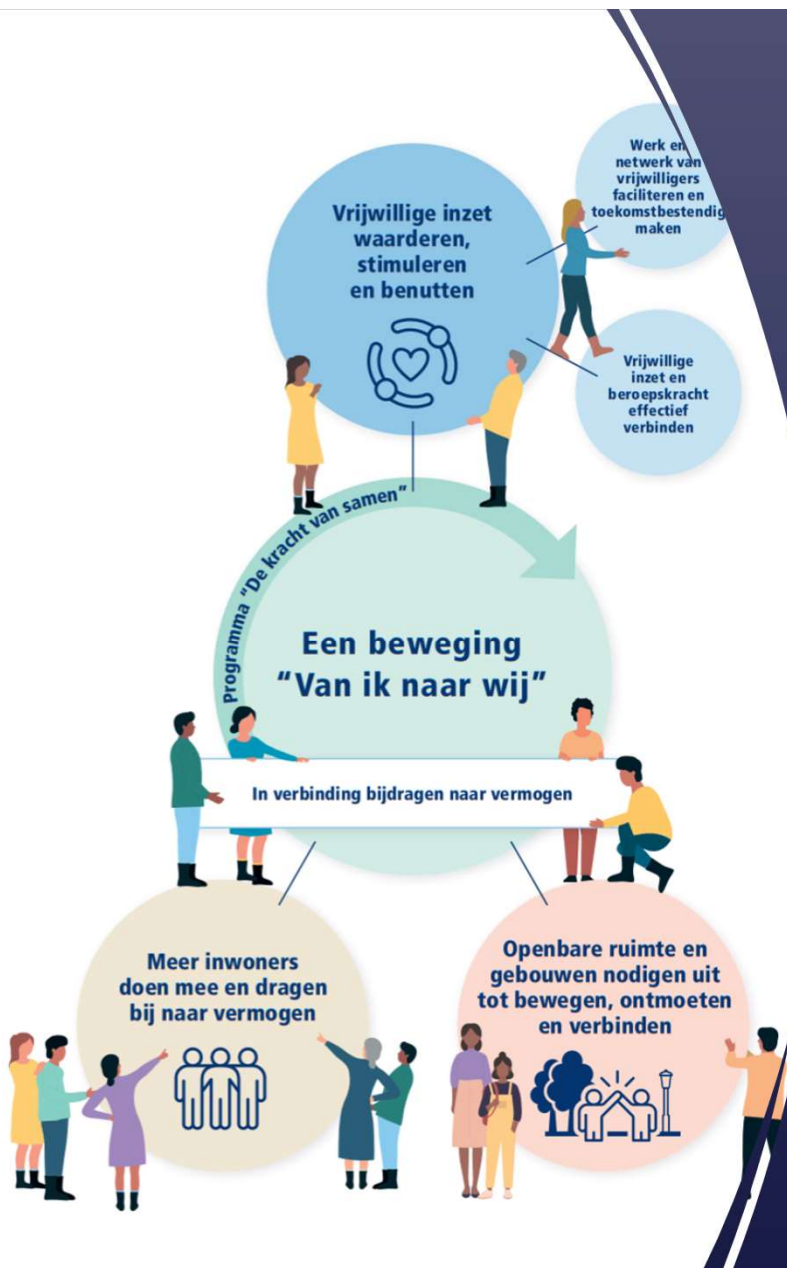 Werk en
netwerk van
vrijwilligers
faciliteren en
toekomstbestendig
maken
Vrijwillige inzet
waarderen,
stimuleren
en benutten
Vrijwillige
inzet en
beroepskracht
effectief
verbinden
Programma "De kracht van samen"
Een beweging
"Van ik naar wij"
In verbinding bijdragen naar vermogen
Meer inwoners
doen mee en dragen
bij naar vermogen
Openbare ruimte en
gebouwen nodigen uit
tot bewegen, ontmoeten
en verbinden